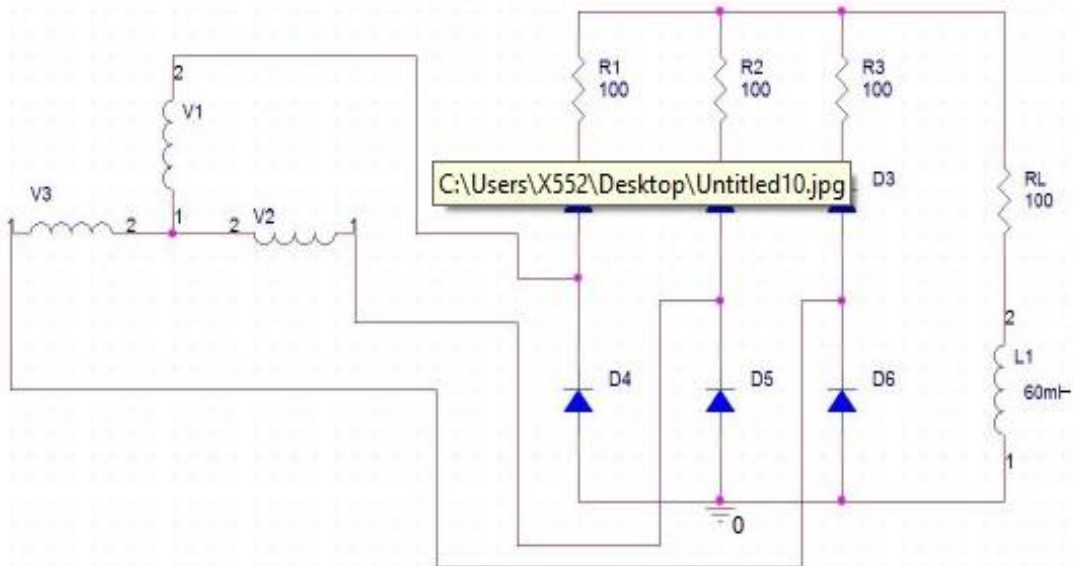 2
V1
V3
1
2
1
2
V2
1
R1
100
R2
100
R3
100
C:\Users\X552\Desktop\Untitled10.jpg
D3
RL
100
D4
D5
D6
2
L1
60mH
1
0